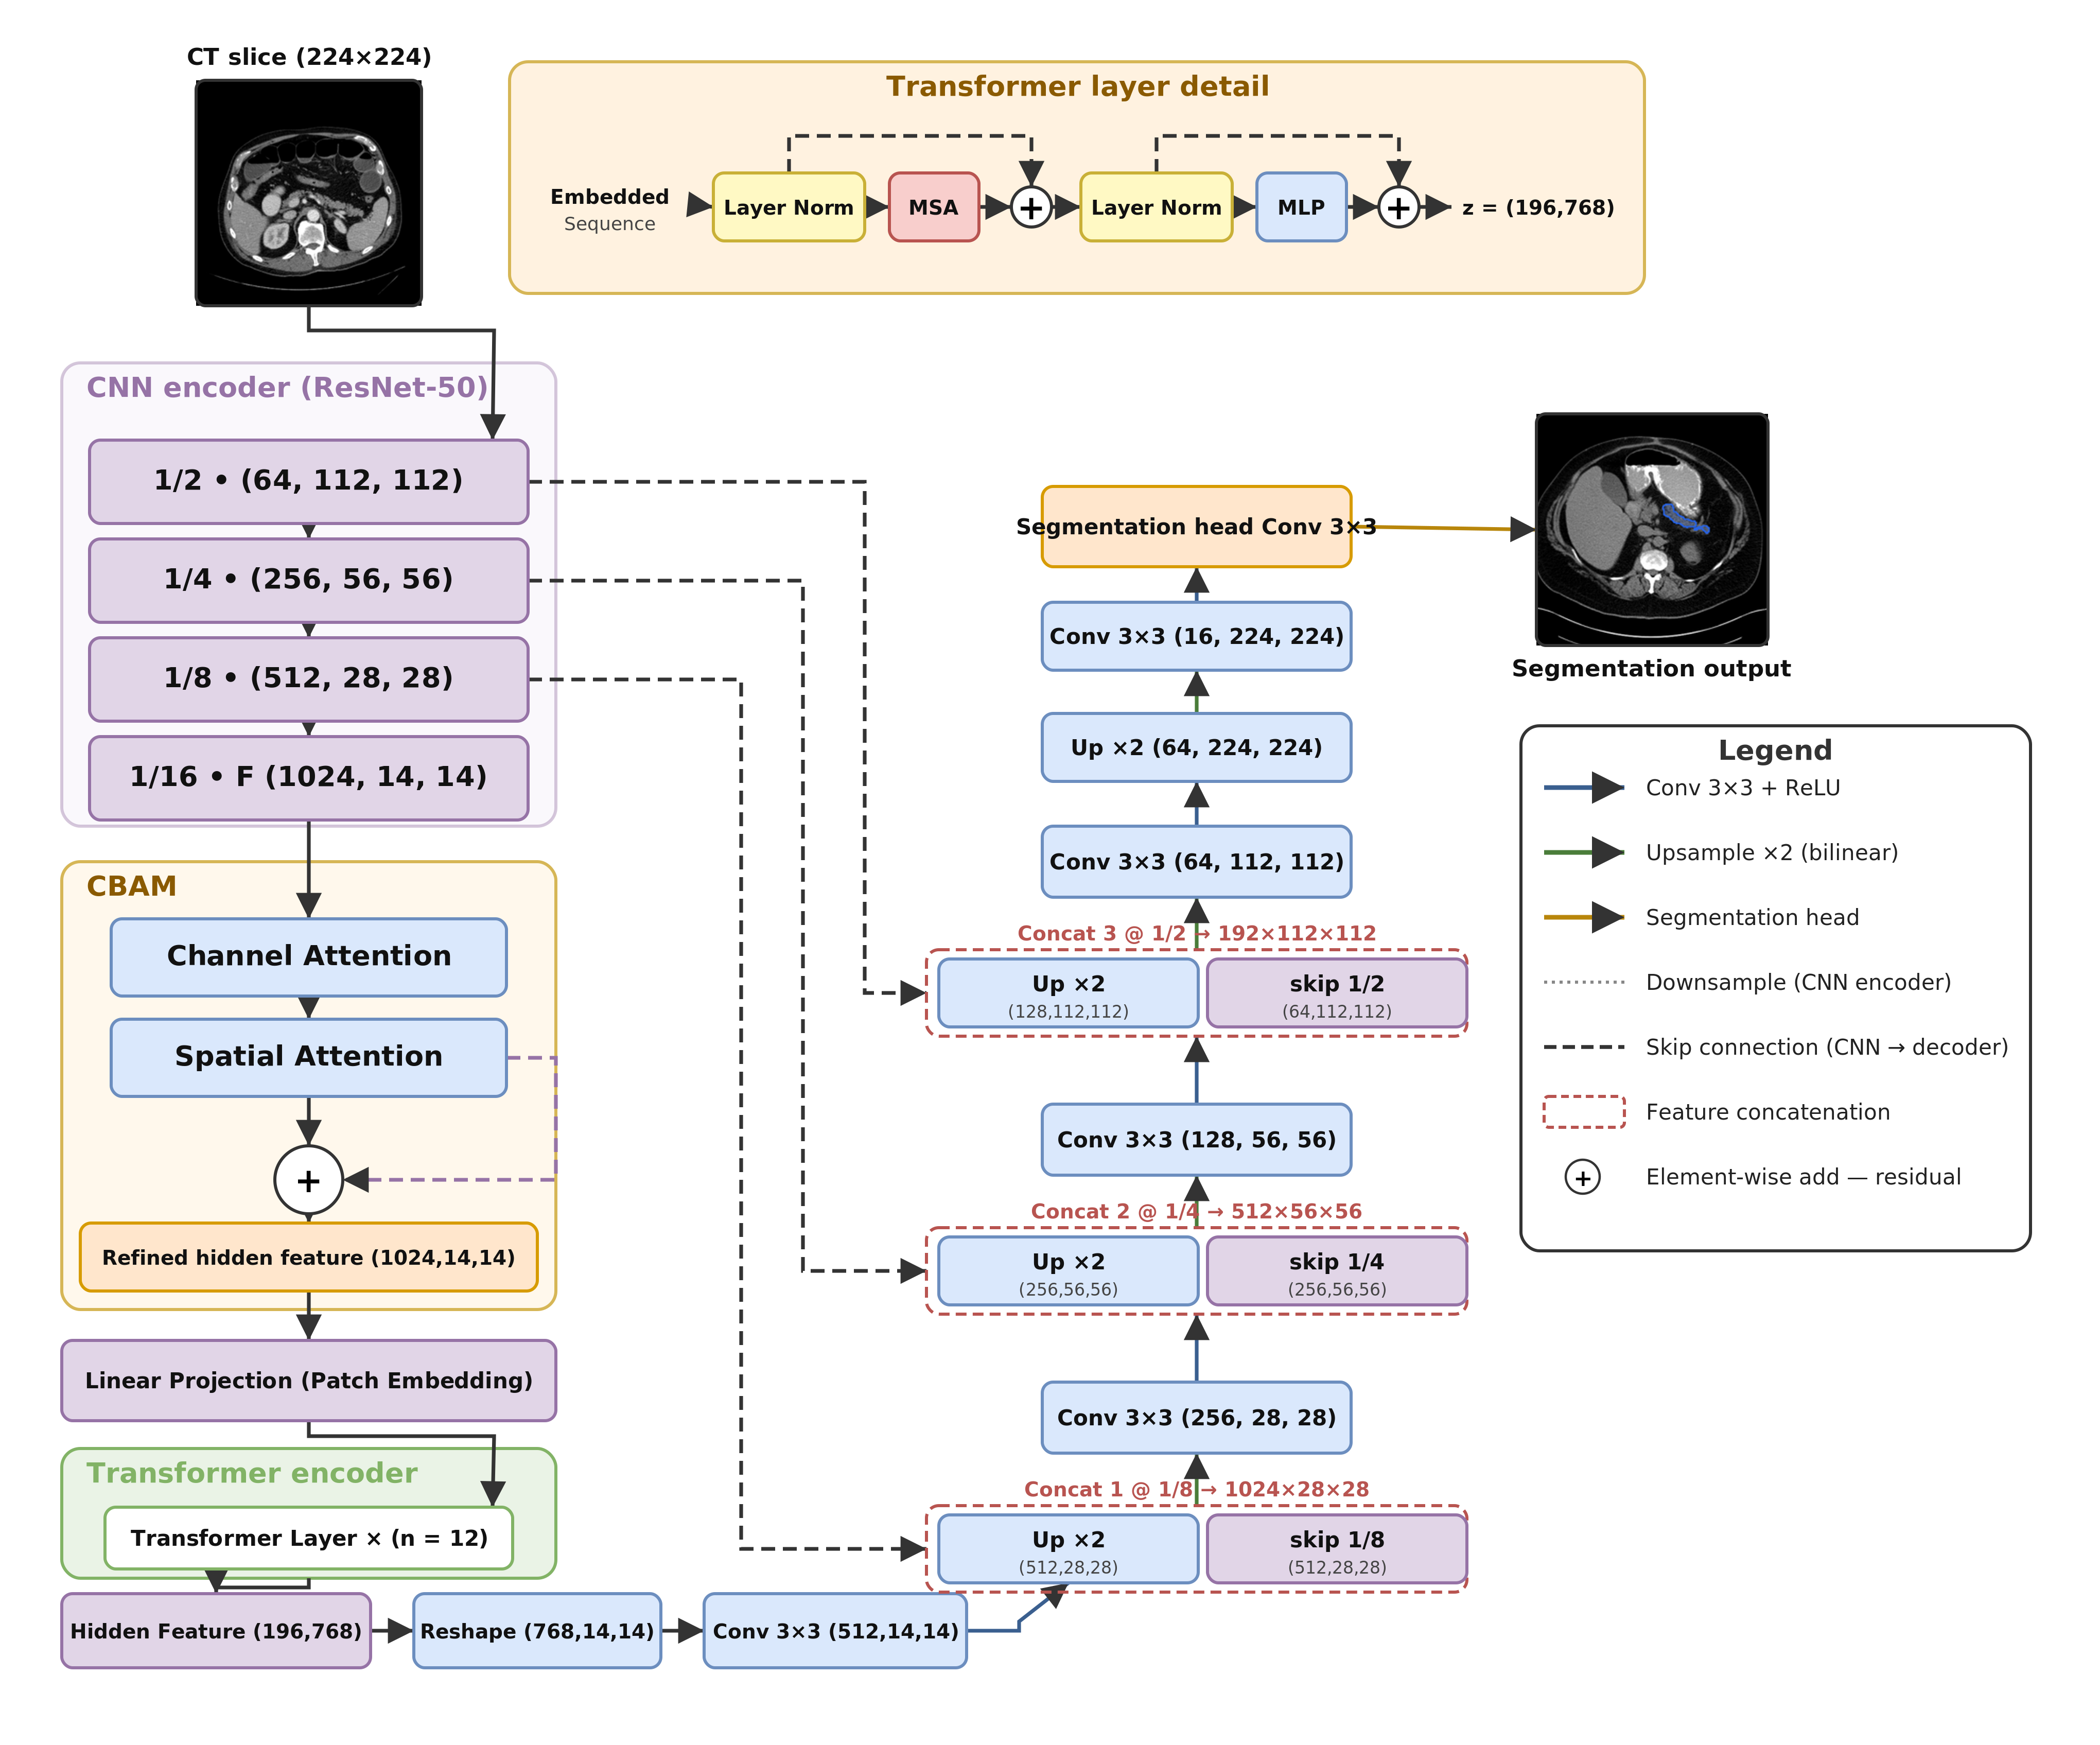 CT slice (224×224)
Transformer layer detail
Embedded
Sequence
Layer Norm
MSA
+
Layer Norm
MLP
+
z = (196,768)
CNN encoder (ResNet-50)
1/2 • (64, 112, 112)
1/4 • (256, 56, 56)
1/8 • (512, 28, 28)
1/16 • F (1024, 14, 14)
CBAM
Channel Attention
Spatial Attention
+
Refined hidden feature (1024,14,14)
Linear Projection (Patch Embedding)
Transformer encoder
Transformer Layer × (n = 12)
Hidden Feature (196,768)
Reshape (768,14,14)
Conv 3×3 (512,14,14)
Segmentation head Conv 3×3
Conv 3×3 (16, 224, 224)
Up ×2 (64, 224, 224)
Conv 3×3 (64, 112, 112)
Concat 3 @ 1/2 → 192×112×112
Up ×2
(128,112,112)
skip 1/2
(64,112,112)
Conv 3×3 (128, 56, 56)
Concat 2 @ 1/4 → 512×56×56
Up ×2
(256,56,56)
skip 1/4
(256,56,56)
Conv 3×3 (256, 28, 28)
Concat 1 @ 1/8 → 1024×28×28
Up ×2
(512,28,28)
skip 1/8
(512,28,28)
Segmentation output
Legend
Conv 3×3 + ReLU
Upsample ×2 (bilinear)
Segmentation head
Downsample (CNN encoder)
Skip connection (CNN → decoder)
Feature concatenation
+
Element-wise add — residual